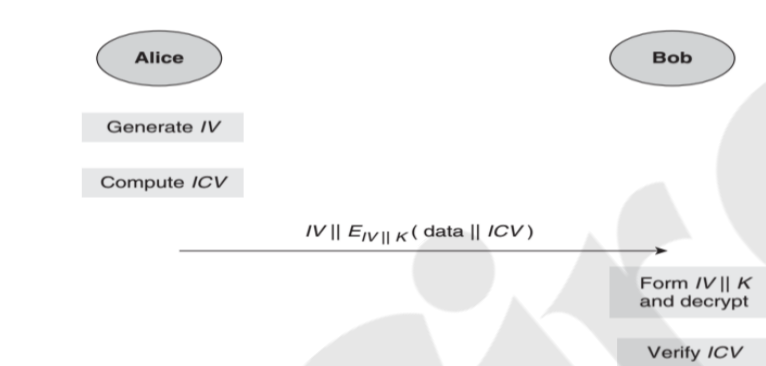 Alice
Bob
Generate IV
Compute ICV
IV || E_IV || K ( data || ICV )
Form IV || K
and decrypt
Verify ICV